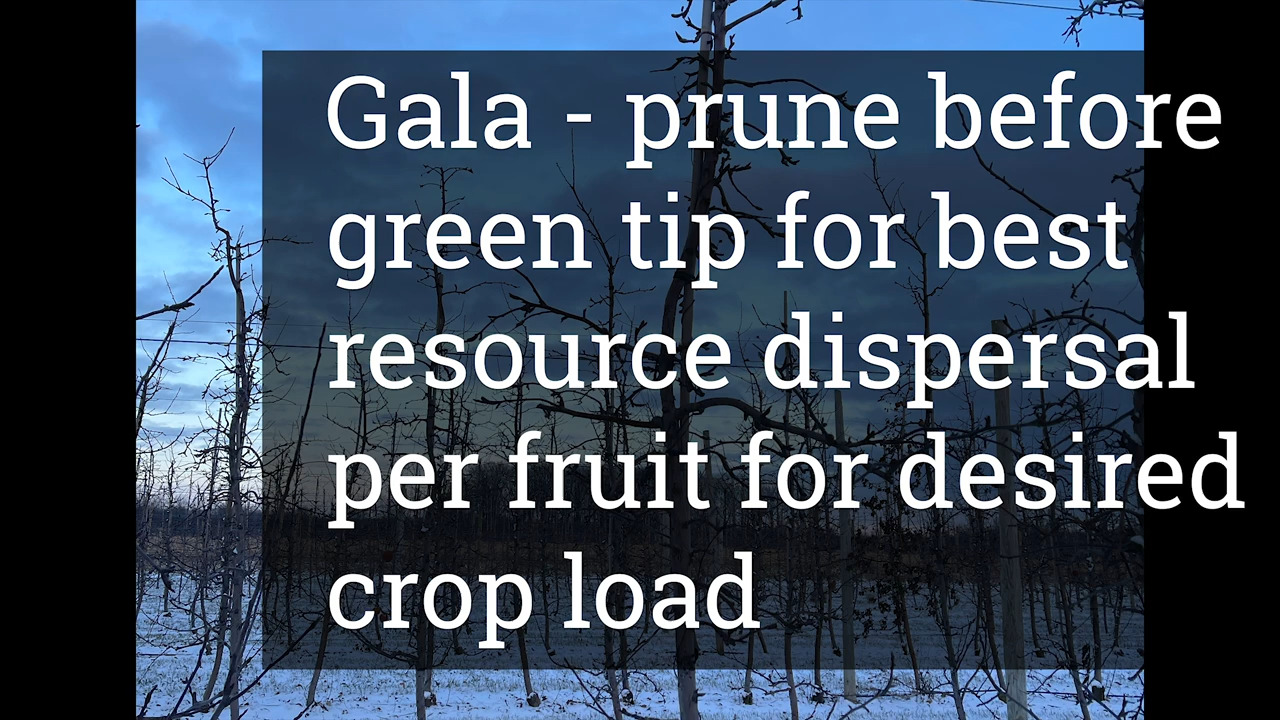 Gala - prune before
green tip for best
resource dispersal
per fruit for desired
crop load